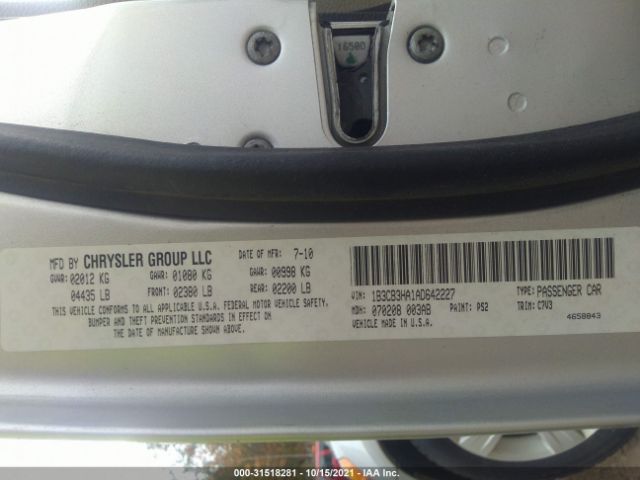 16500
MFD BY CHRYSLER GROUP LLC DATE OF MFR: 7-10
GVWR: 02012 KG GAWR: 01080 KG GAWR: 00998 KG
04435 LB FRONT: 02380 LB REAR: 02200 LB
THIS VEHICLE CONFORMS TO ALL APPLICABLE U.S.A. FEDERAL MOTOR VEHICLE SAFETY,
BUMPER AND THEFT PREVENTION STANDARDS IN EFFECT ON
THE DATE OF MANUFACTURE SHOWN ABOVE.
VIN: 1B3CB3HA1AD642227 TYPE: PASSENGER CAR
MDH: 070208 003AB PAINT: PS2 TRIM: C7V3
VEHICLE MADE IN U.S.A. 4658843
000-31518281 - 10/15/2021 - IAA Inc.